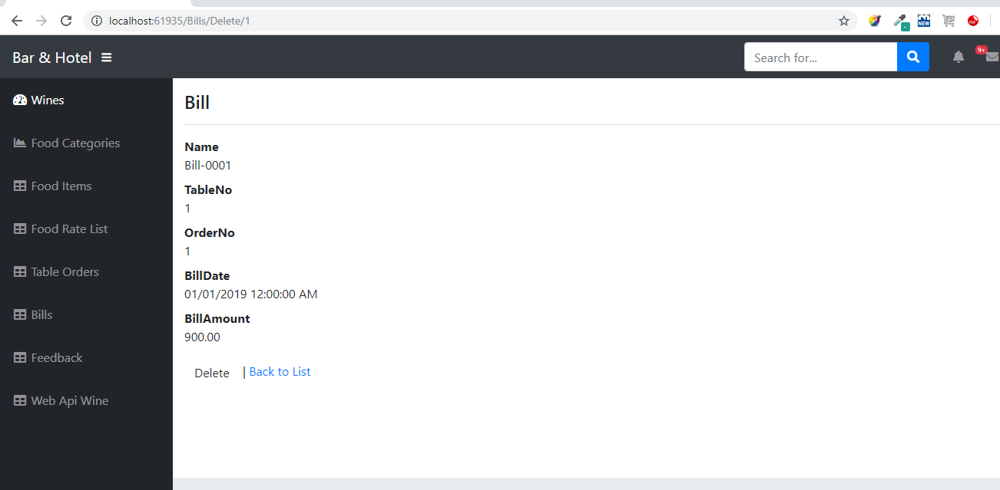 localhost:61935/Bills/Delete/1
NEW
PDF
Bar & Hotel
Search for...
9+
Wines
Food Categories
Food Items
Food Rate List
Table Orders
Bills
Feedback
Web Api Wine
Bill
Name
Bill-0001
TableNo
1
OrderNo
1
BillDate
01/01/2019 12:00:00 AM
BillAmount
900.00
Delete | Back to List